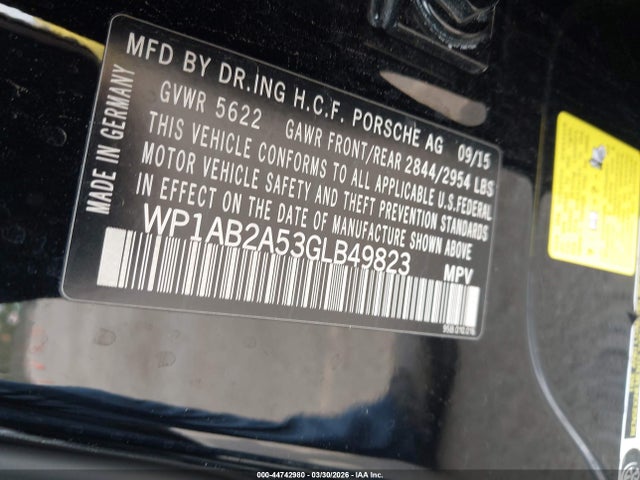 MFD BY DR.ING H.C.F. PORSCHE AG 09/15
GVWR 5622 GAWR FRONT/REAR 2844/2954 LBS
THIS VEHICLE CONFORMS TO ALL APPLICABLE U.S.FEDERAL
MOTOR VEHICLE SAFETY AND THEFT PREVENTION STANDARDS
IN EFFECT ON THE DATE OF MANUFACTURE SHOWN ABOVE
WP1AB2A53GLB49823 MPV
MADE IN GERMANY
000-44742980 - 03/30/2026 - IAA Inc.